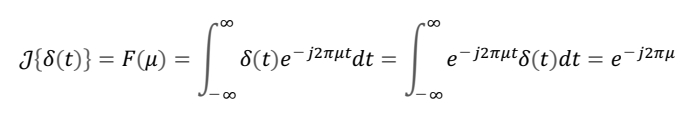 𝒥{δ(t)} = F(μ) = ∫_{-∞}^{∞} δ(t)e^{-j2πμt}dt = ∫_{-∞}^{∞} e^{-j2πμt}δ(t)dt = e^{-j2πμ}